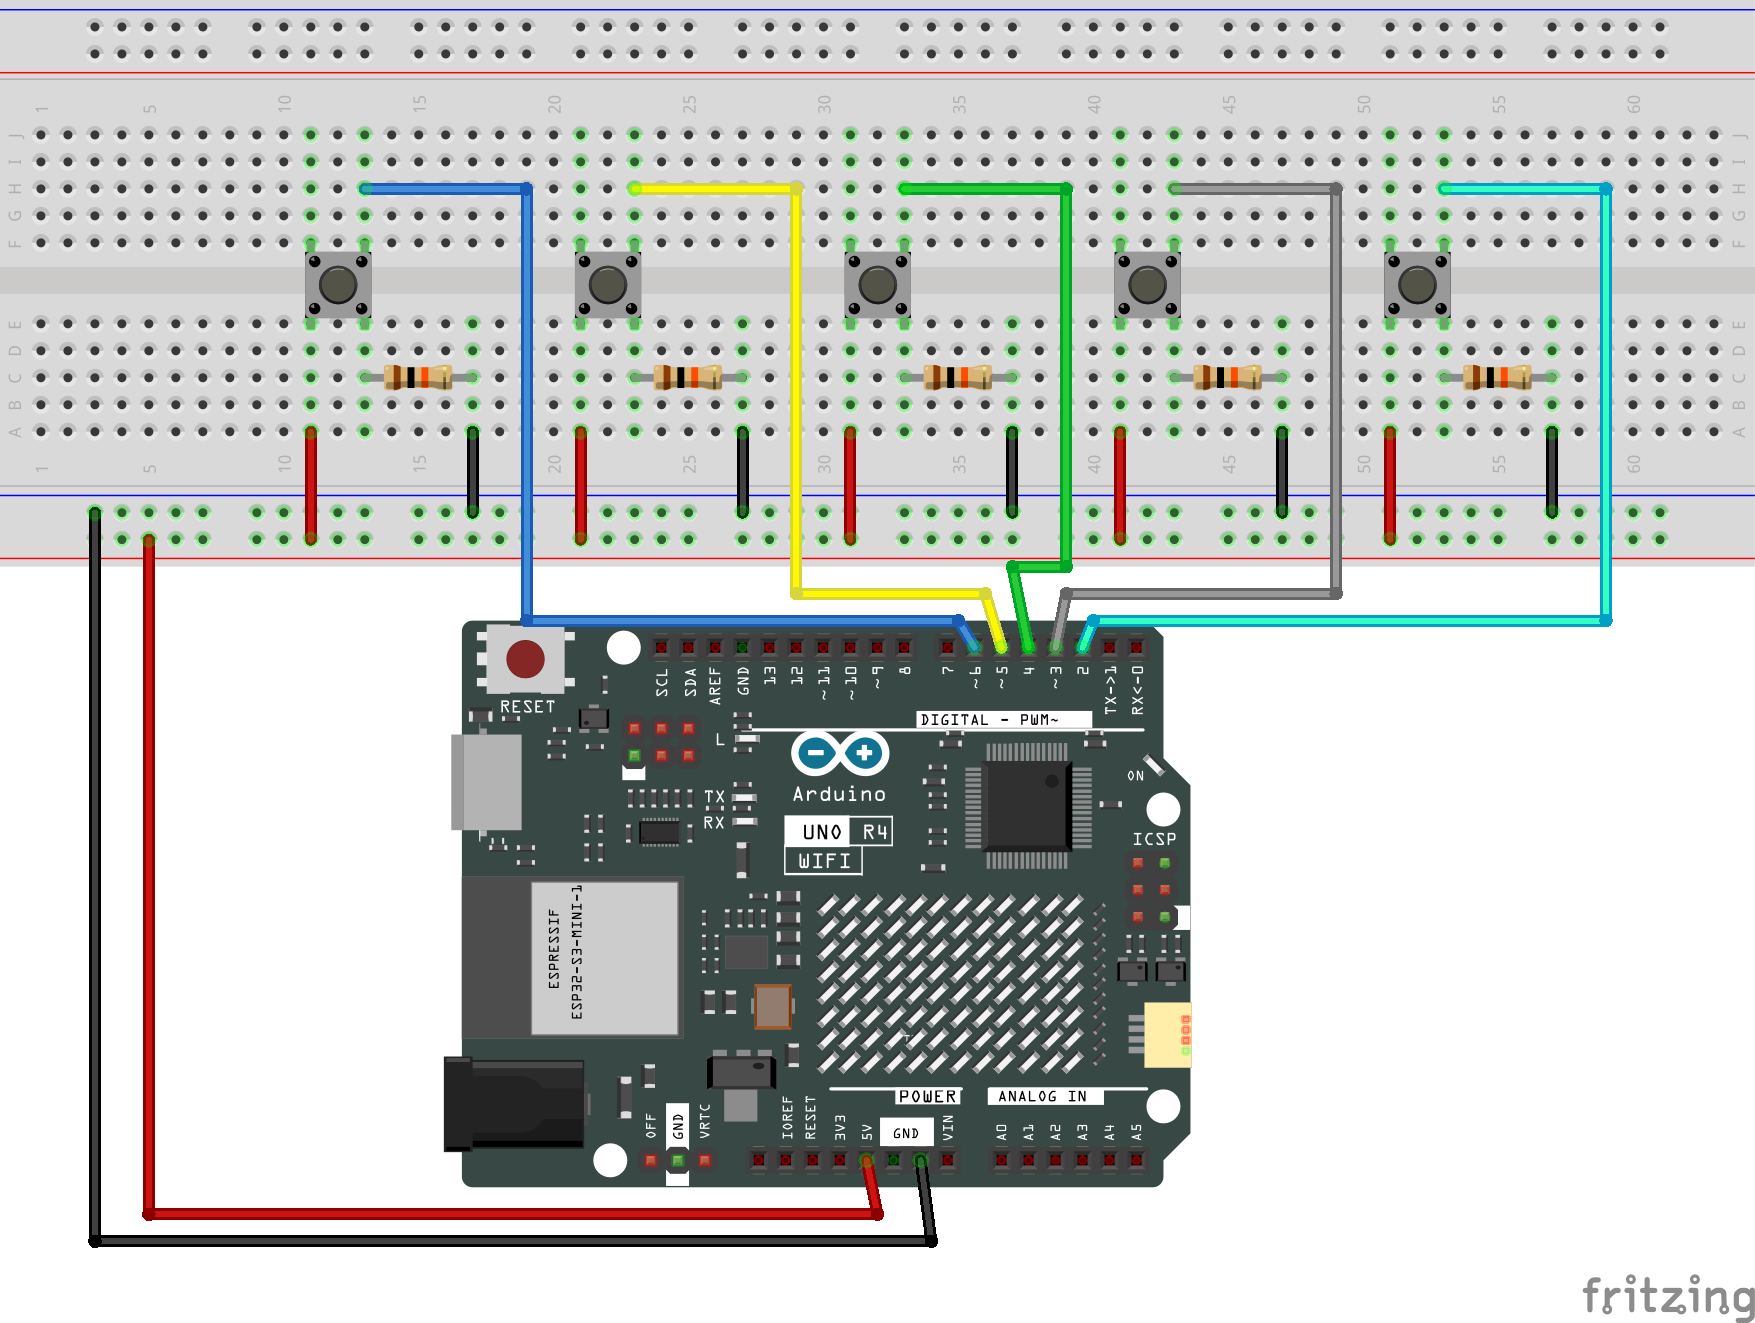 1 5 10 15 20 25 30 35 40 45 50 55 60
J J
I I
H H
G G
F F
E E
D D
C C
B B
A A
1 5 10 15 20 25 30 35 40 45 50 55 60
RESET
SCL SDA AREF GND 13 12 ~11 ~10 ~9 8 7 ~6 ~5 4 ~3 2 TX->1 RX<-0
DIGITAL - PWM~
L
ON
TX
RX
Arduino
UNO R4
WIFI
ICSP
ESPRESSIF
ESP32-S3-MINI-1
POWER
ANALOG IN
OFF GND VRTC IOREF RESET 3V3 5V GND VIN A0 A1 A2 A3 A4 A5
fritzing